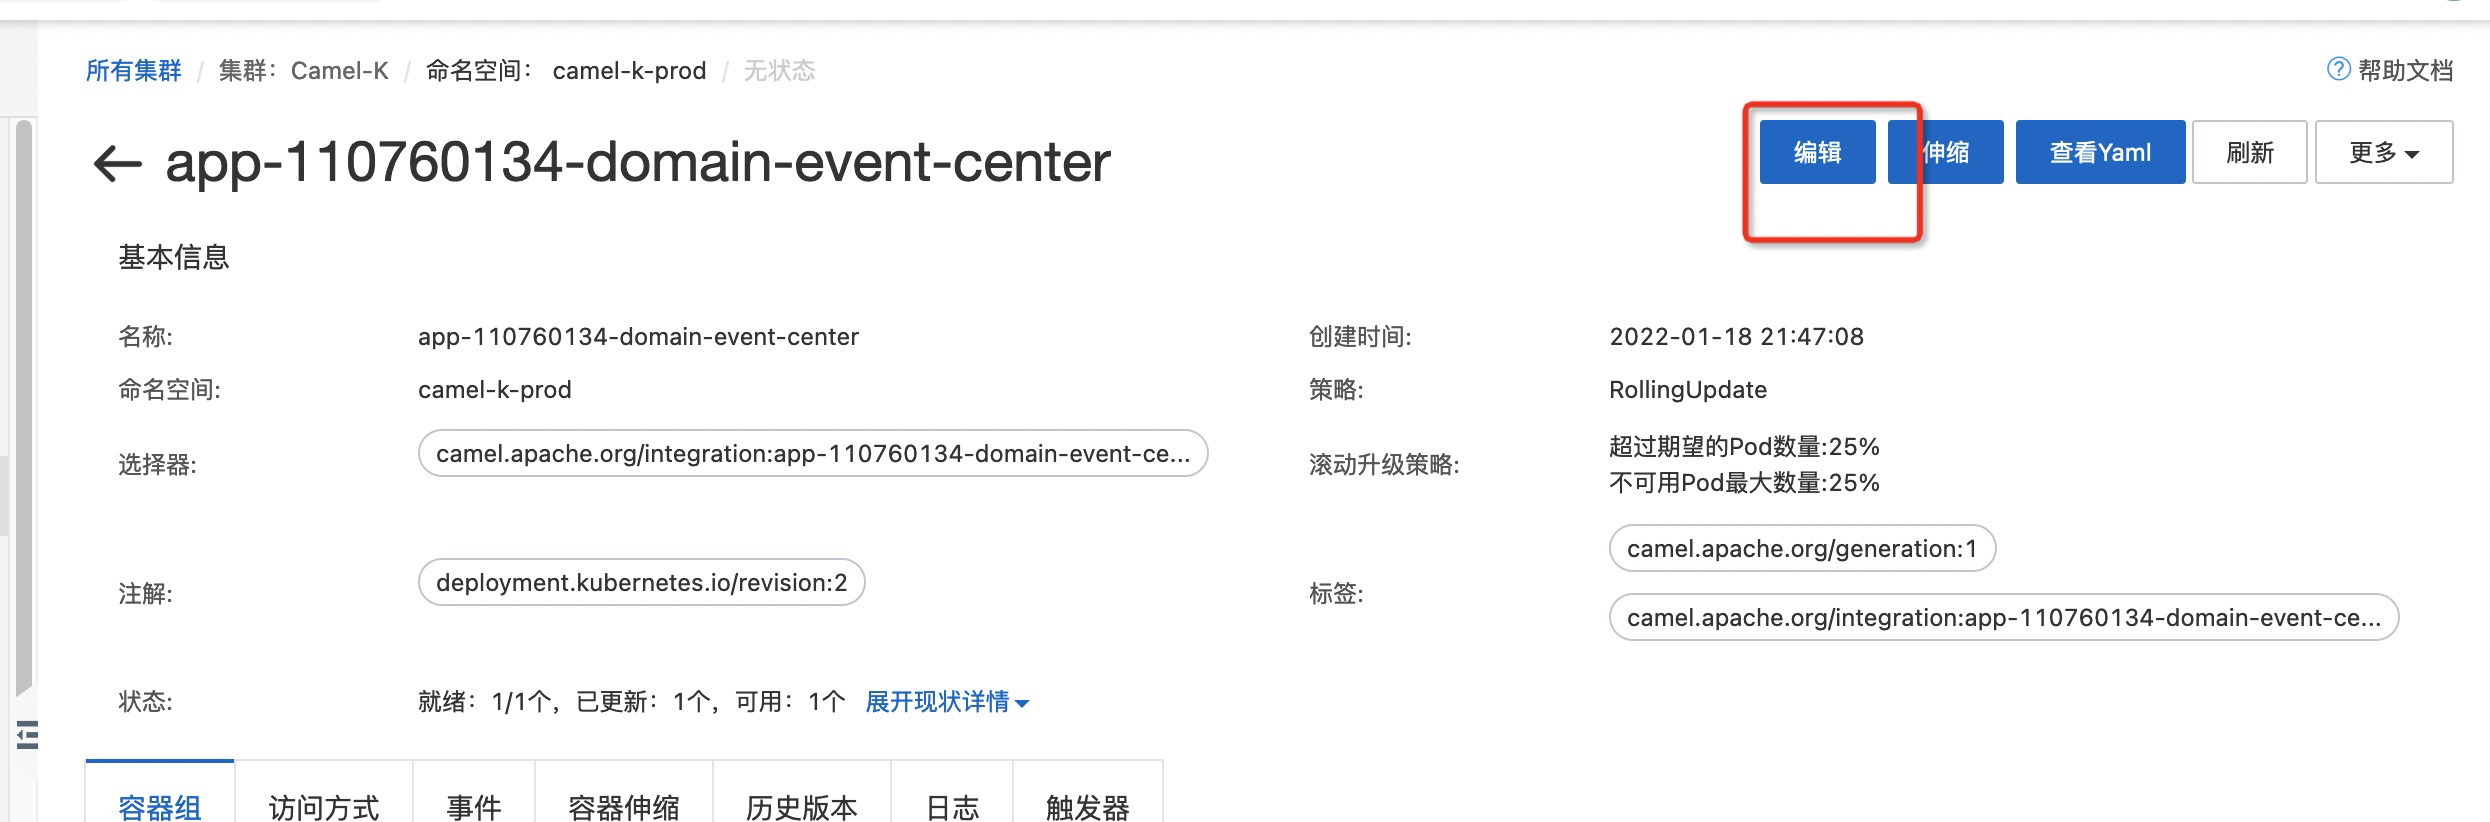 所有集群 / 集群：Camel-K / 命名空间：camel-k-prod / 无状态
帮助文档
app-110760134-domain-event-center
编辑
伸缩
查看Yaml
刷新
更多
基本信息
名称:
app-110760134-domain-event-center
创建时间:
2022-01-18 21:47:08
命名空间:
camel-k-prod
策略:
RollingUpdate
选择器:
camel.apache.org/integration:app-110760134-domain-event-ce...
滚动升级策略:
超过期望的Pod数量:25%
不可用Pod最大数量:25%
注解:
deployment.kubernetes.io/revision:2
标签:
camel.apache.org/generation:1
camel.apache.org/integration:app-110760134-domain-event-ce...
状态:
就绪：1/1个，已更新：1个，可用：1个 展开现状详情
容器组
访问方式
事件
容器伸缩
历史版本
日志
触发器